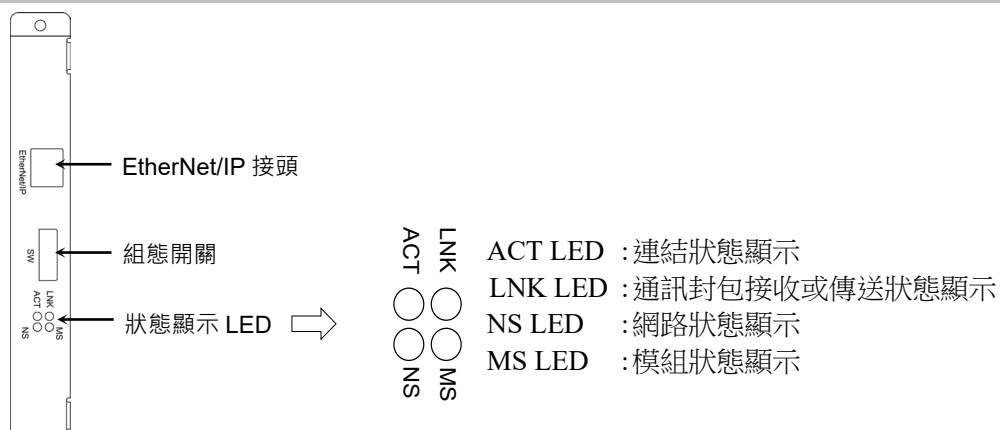 EtherNet/IP
EtherNet/IP 接頭
SW
組態開關
LNK
ACT
MS
NS
狀態顯示 LED
LNK
ACT
MS
NS
ACT LED :連結狀態顯示
LNK LED :通訊封包接收或傳送狀態顯示
NS LED :網路狀態顯示
MS LED :模組狀態顯示